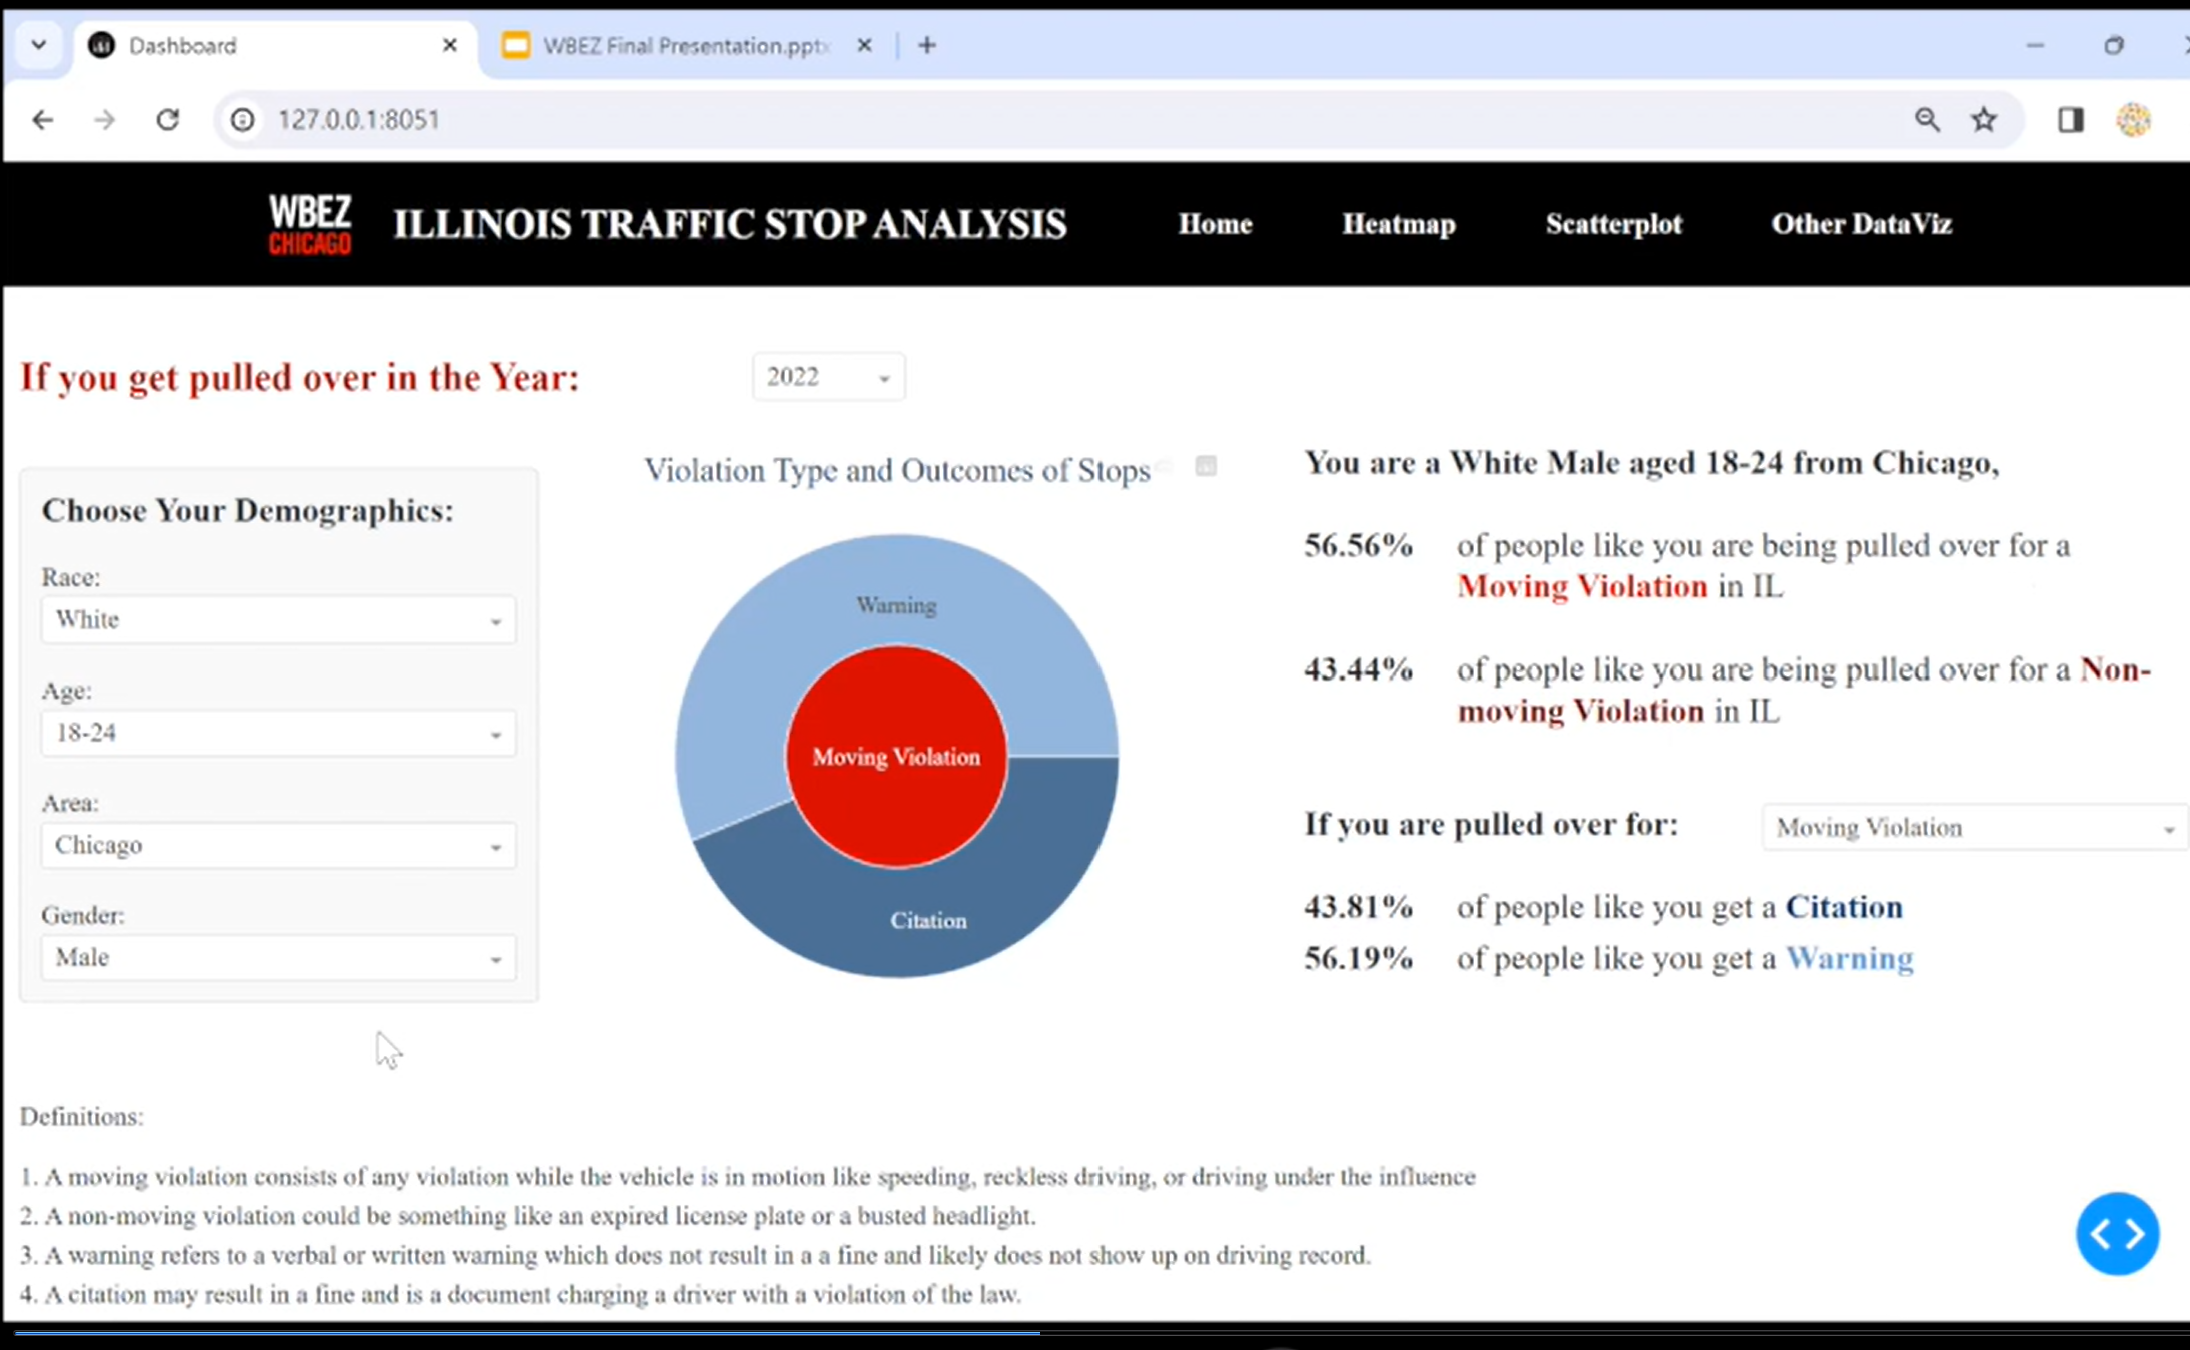 Dashboard
WBEZ Final Presentation.pptx
127.0.0.1:8051
WBEZ
CHICAGO
ILLINOIS TRAFFIC STOP ANALYSIS
Home
Heatmap
Scatterplot
Other DataViz
If you get pulled over in the Year:
2022
Choose Your Demographics:
Race:
White
Age:
18-24
Area:
Chicago
Gender:
Male
Violation Type and Outcomes of Stops
Warning
Moving Violation
Citation
You are a White Male aged 18-24 from Chicago,
56.56% of people like you are being pulled over for a
Moving Violation in IL
43.44% of people like you are being pulled over for a Non-
moving Violation in IL
If you are pulled over for:
Moving Violation
43.81% of people like you get a Citation
56.19% of people like you get a Warning
Definitions:
1. A moving violation consists of any violation while the vehicle is in motion like speeding, reckless driving, or driving under the influence
2. A non-moving violation could be something like an expired license plate or a busted headlight.
3. A warning refers to a verbal or written warning which does not result in a a fine and likely does not show up on driving record.
4. A citation may result in a fine and is a document charging a driver with a violation of the law.